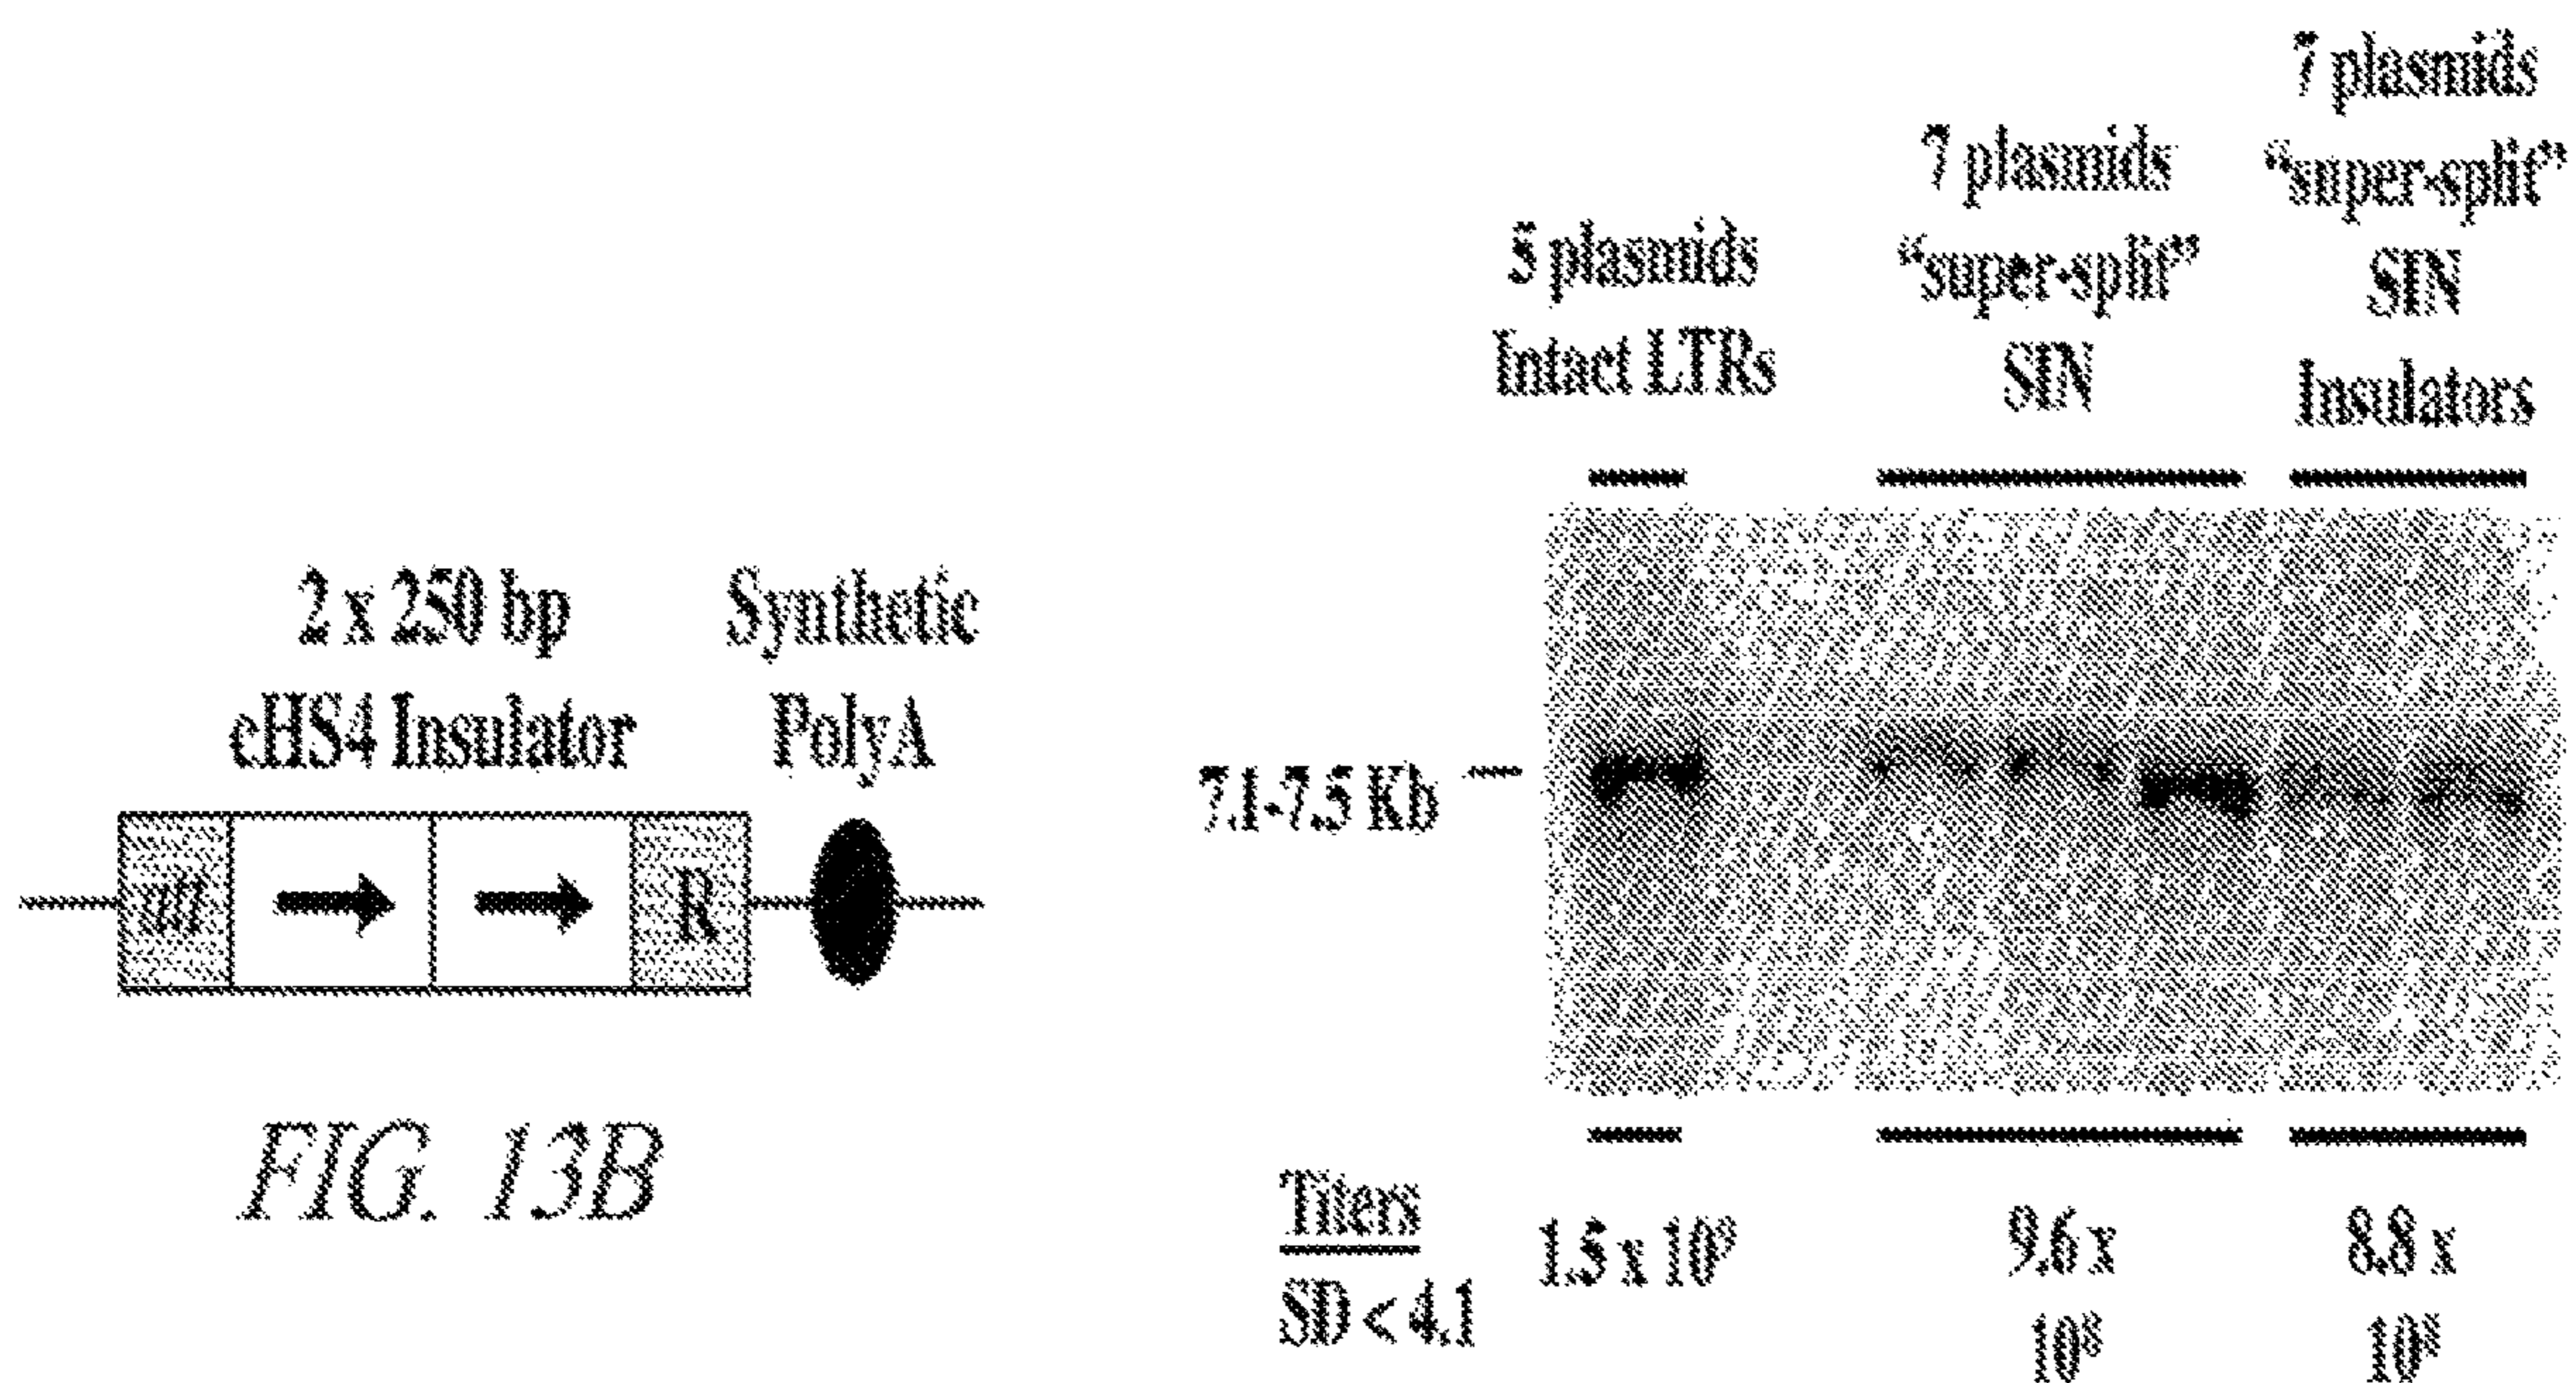 2 x 250 bp
cHS4 Insulator
Synthetic
PolyA
att
R
FIG. 13B
5 plasmids
Intact LTRs
7 plasmids
“super-split”
SIN
7 plasmids
“super-split”
SIN
Insulators
7.1-7.5 Kb
Titers
SD < 4.1
1.5 x 10⁹
9.6 x
10⁸
8.8 x
10⁸